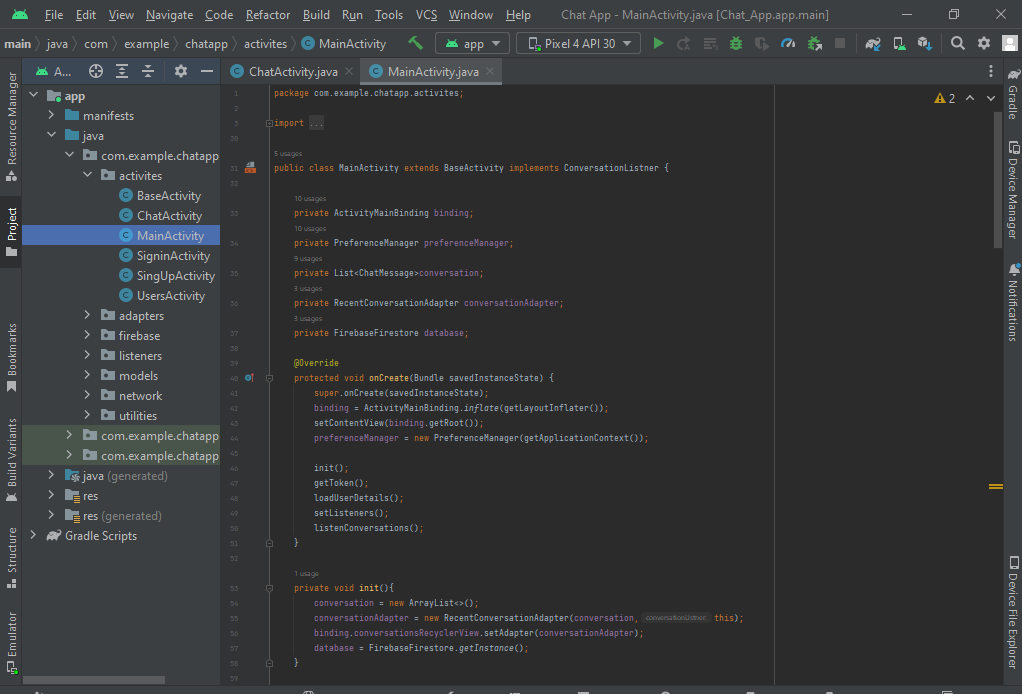 File Edit View Navigate Code Refactor Build Run Tools VCS Window Help Chat App - MainActivity.java [Chat_App.app.main]
main java com example chatapp activites MainActivity app Pixel 4 API 30
A... ChatActivity.java MainActivity.java
Resource Manager
Project
Bookmarks
Build Variants
Structure
Emulator
app
manifests
java
com.example.chatapp
activites
BaseActivity
ChatActivity
MainActivity
SigninActivity
SingUpActivity
UsersActivity
adapters
firebase
listeners
models
network
utilities
com.example.chatapp
com.example.chatapp
java (generated)
res
res (generated)
Gradle Scripts
2
1 package com.example.chatapp.activites;
2
3 import ...
30
5 usages
31 public class MainActivity extends BaseActivity implements ConversationListner {
32
10 usages
33 private ActivityMainBinding binding;
10 usages
34 private PreferenceManager preferenceManager;
9 usages
35 private List<ChatMessage>conversation;
3 usages
36 private RecentConversationAdapter conversationAdapter;
3 usages
37 private FirebaseFirestore database;
38
39 @Override
40 protected void onCreate(Bundle savedInstanceState) {
41 super.onCreate(savedInstanceState);
42 binding = ActivityMainBinding.inflate(getLayoutInflater());
43 setContentView(binding.getRoot());
44 preferenceManager = new PreferenceManager(getApplicationContext());
45
46 init();
47 getToken();
48 loadUserDetails();
49 setListeners();
50 listenConversations();
51 }
52
1 usage
53 private void init(){
54 conversation = new ArrayList<>();
55 conversationAdapter = new RecentConversationAdapter(conversation, conversationListner: this);
56 binding.conversationsRecyclerView.setAdapter(conversationAdapter);
57 database = FirebaseFirestore.getInstance();
58 }
59
Gradle
Device Manager
Notifications
Device File Explorer